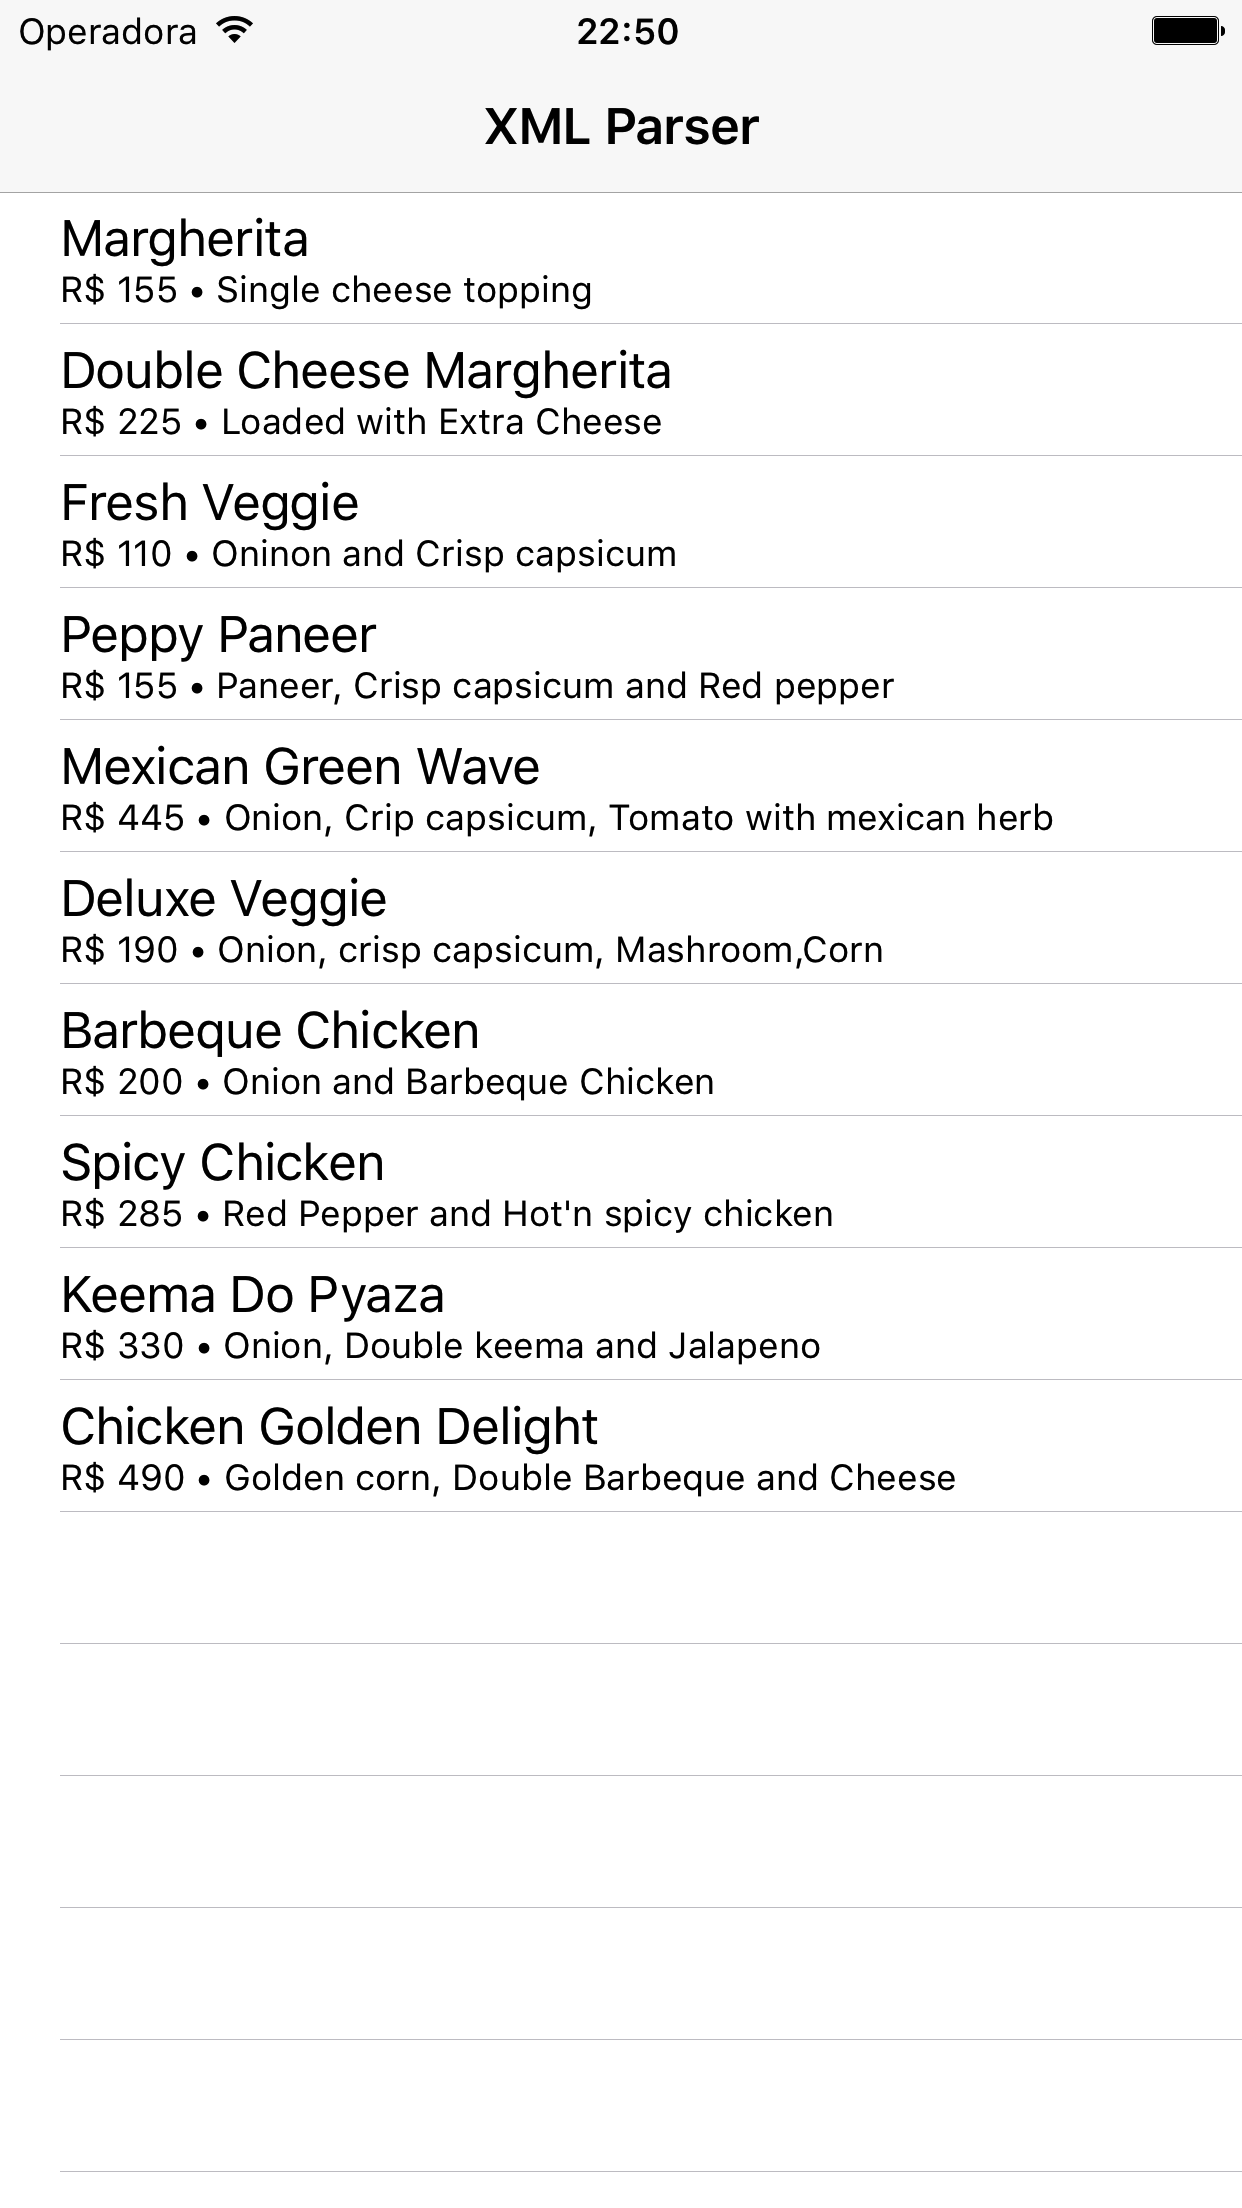 Operadora 22:50
XML Parser
Margherita
R$ 155 • Single cheese topping
Double Cheese Margherita
R$ 225 • Loaded with Extra Cheese
Fresh Veggie
R$ 110 • Oninon and Crisp capsicum
Peppy Paneer
R$ 155 • Paneer, Crisp capsicum and Red pepper
Mexican Green Wave
R$ 445 • Onion, Crip capsicum, Tomato with mexican herb
Deluxe Veggie
R$ 190 • Onion, crisp capsicum, Mashroom,Corn
Barbeque Chicken
R$ 200 • Onion and Barbeque Chicken
Spicy Chicken
R$ 285 • Red Pepper and Hot'n spicy chicken
Keema Do Pyaza
R$ 330 • Onion, Double keema and Jalapeno
Chicken Golden Delight
R$ 490 • Golden corn, Double Barbeque and Cheese